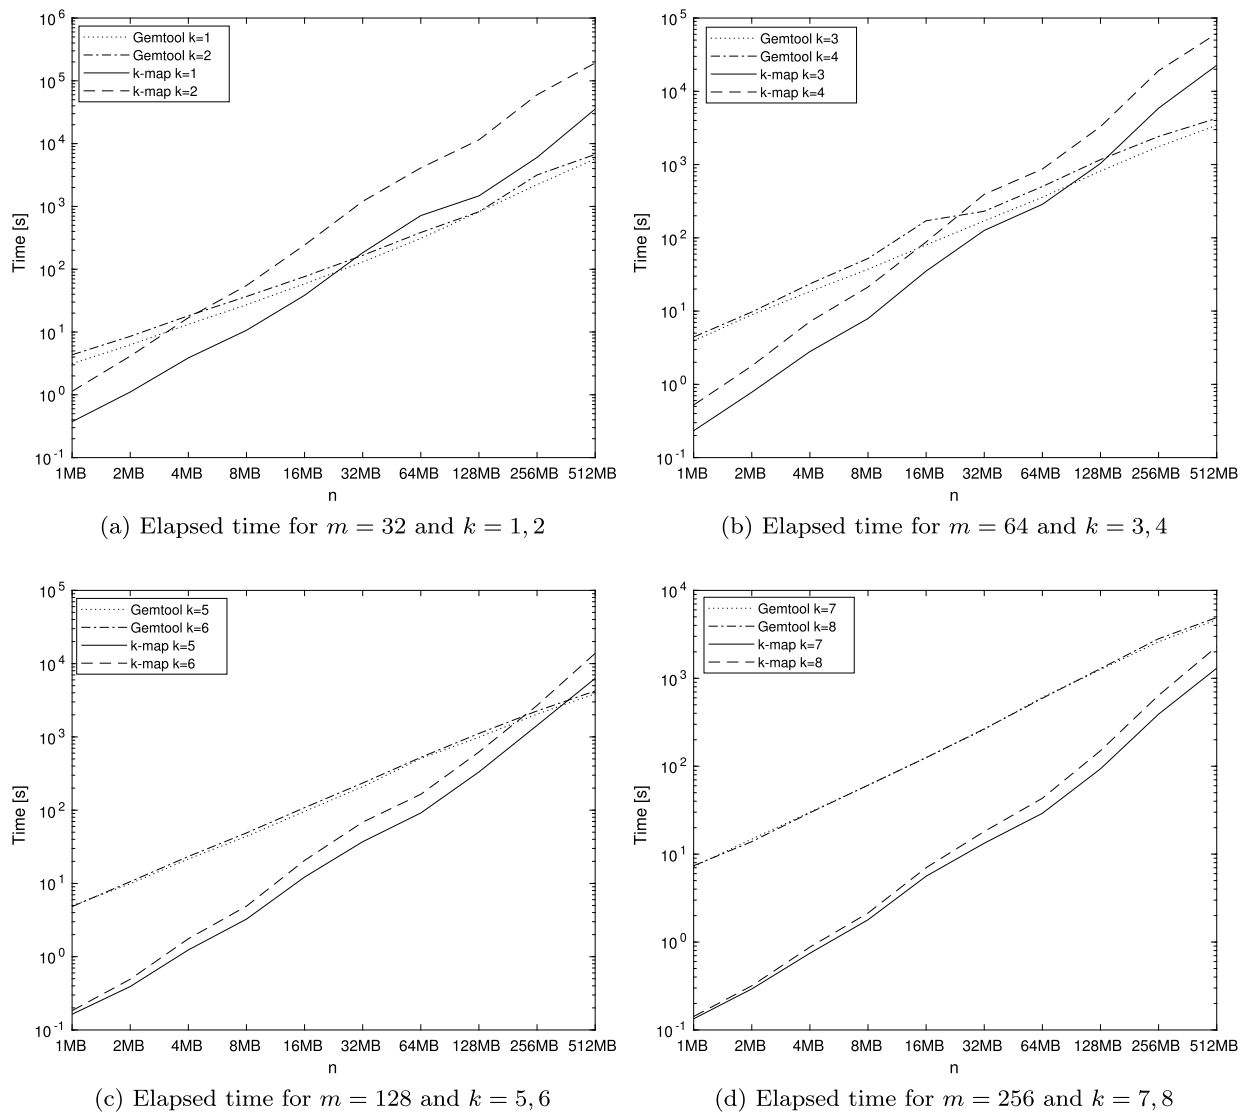 10^6
10^5
10^4
10^3
10^2
10^1
10^0
10^-1
Time [s]
Gemtool k=1
Gemtool k=2
k-map k=1
k-map k=2
1MB 2MB 4MB 8MB 16MB 32MB 64MB 128MB 256MB 512MB
n
(a) Elapsed time for m = 32 and k = 1, 2
10^5
10^4
10^3
10^2
10^1
10^0
10^-1
Time [s]
Gemtool k=3
Gemtool k=4
k-map k=3
k-map k=4
1MB 2MB 4MB 8MB 16MB 32MB 64MB 128MB 256MB 512MB
n
(b) Elapsed time for m = 64 and k = 3, 4
10^5
10^4
10^3
10^2
10^1
10^0
10^-1
Time [s]
Gemtool k=5
Gemtool k=6
k-map k=5
k-map k=6
1MB 2MB 4MB 8MB 16MB 32MB 64MB 128MB 256MB 512MB
n
(c) Elapsed time for m = 128 and k = 5, 6
10^4
10^3
10^2
10^1
10^0
10^-1
Time [s]
Gemtool k=7
Gemtool k=8
k-map k=7
k-map k=8
1MB 2MB 4MB 8MB 16MB 32MB 64MB 128MB 256MB 512MB
n
(d) Elapsed time for m = 256 and k = 7, 8